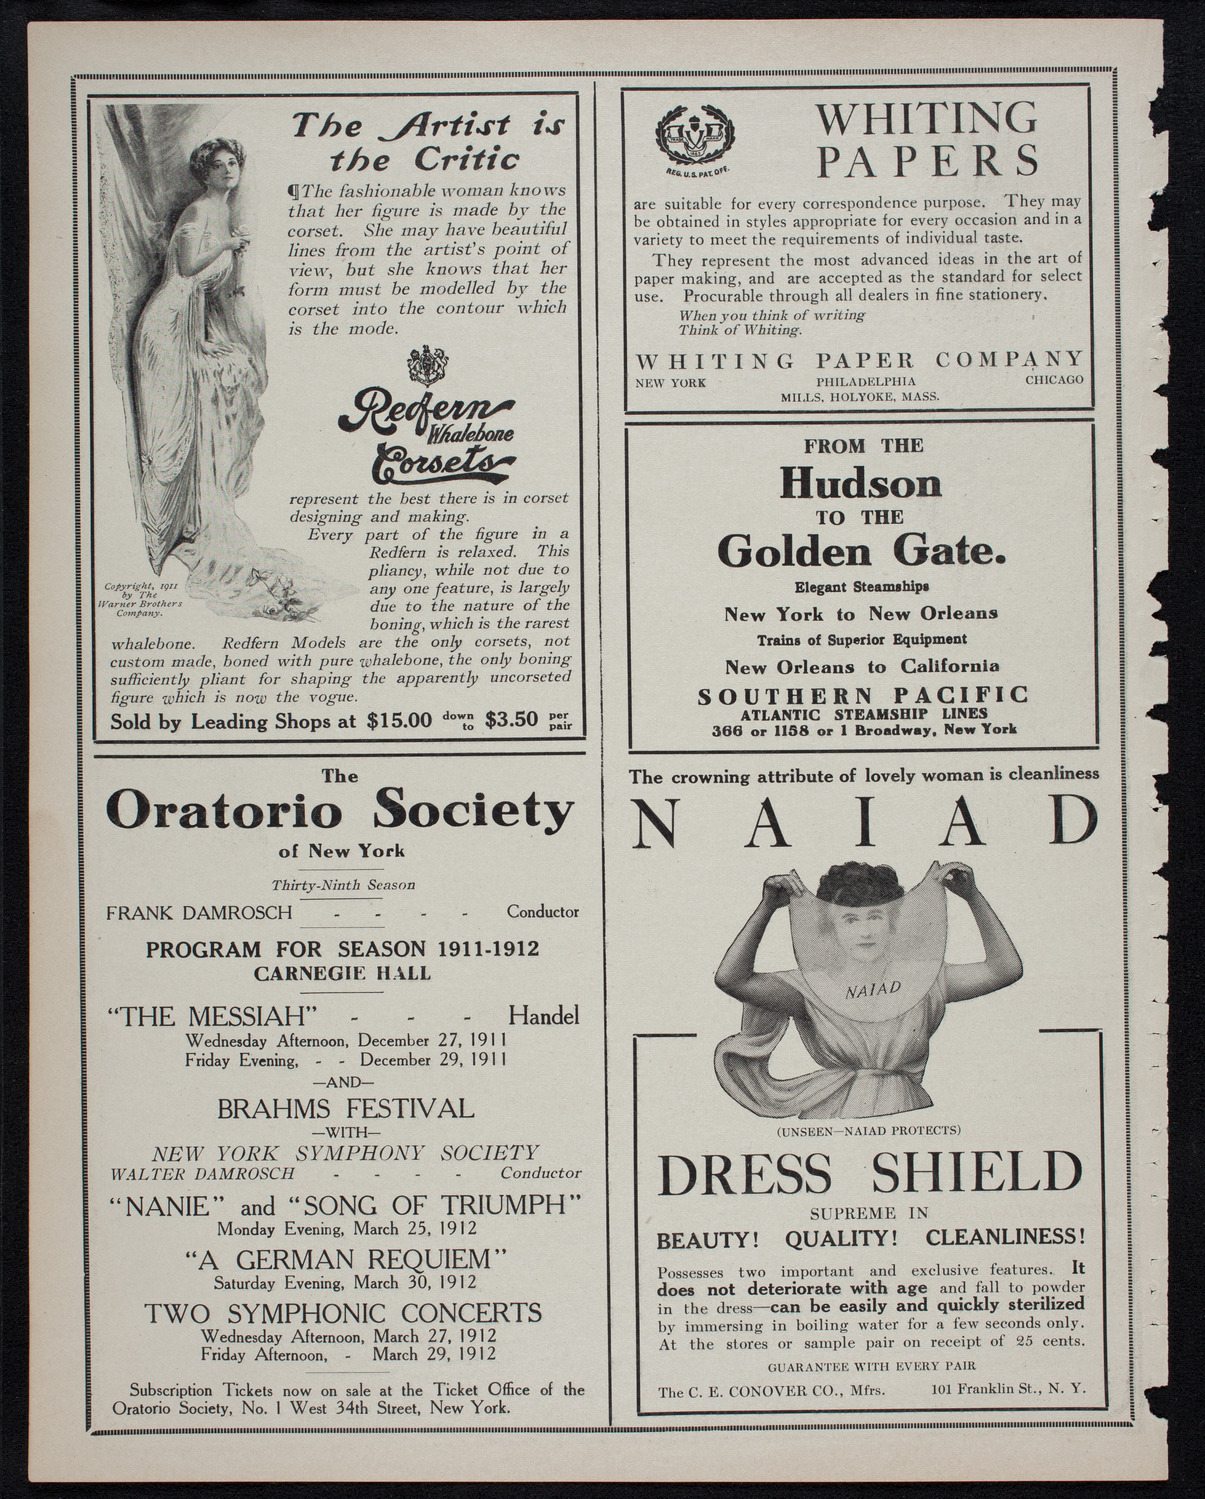 The Artist is
the Critic
¶The fashionable woman knows
that her figure is made by the
corset. She may have beautiful
lines from the artist's point of
view, but she knows that her
form must be modelled by the
corset into the contour which
is the mode.
Redfern
Whalebone
Corsets
represent the best there is in corset
designing and making.
Every part of the figure in a
Redfern is relaxed. This
pliancy, while not due to
any one feature, is largely
due to the nature of the
boning, which is the rarest
Copyright, 1911
by The
Warner Brothers
Company.
whalebone. Redfern Models are the only corsets, not
custom made, boned with pure whalebone, the only boning
sufficiently pliant for shaping the apparently uncorseted
figure which is now the vogue.
Sold by Leading Shops at $15.00 down to $3.50 per pair
The
Oratorio Society
of New York
Thirty-Ninth Season
FRANK DAMROSCH - - - - Conductor
PROGRAM FOR SEASON 1911-1912
CARNEGIE HALL
"THE MESSIAH" - - - Handel
Wednesday Afternoon, December 27, 1911
Friday Evening, - - December 29, 1911
—AND—
BRAHMS FESTIVAL
—WITH—
NEW YORK SYMPHONY SOCIETY
WALTER DAMROSCH - - - - Conductor
"NANIE" and "SONG OF TRIUMPH"
Monday Evening, March 25, 1912
"A GERMAN REQUIEM"
Saturday Evening, March 30, 1912
TWO SYMPHONIC CONCERTS
Wednesday Afternoon, March 27, 1912
Friday Afternoon, - March 29, 1912
Subscription Tickets now on sale at the Ticket Office of the
Oratorio Society, No. 1 West 34th Street, New York.
REG. U.S. PAT. OFF.
WHITING
PAPERS
are suitable for every correspondence purpose. They may
be obtained in styles appropriate for every occasion and in a
variety to meet the requirements of individual taste.
They represent the most advanced ideas in the art of
paper making, and are accepted as the standard for select
use. Procurable through all dealers in fine stationery.
When you think of writing
Think of Whiting.
WHITING PAPER COMPANY
NEW YORK PHILADELPHIA CHICAGO
MILLS, HOLYOKE, MASS.
FROM THE
Hudson
TO THE
Golden Gate.
Elegant Steamships
New York to New Orleans
Trains of Superior Equipment
New Orleans to California
SOUTHERN PACIFIC
ATLANTIC STEAMSHIP LINES
366 or 1158 or 1 Broadway, New York
The crowning attribute of lovely woman is cleanliness
NAIAD
NAIAD
(UNSEEN—NAIAD PROTECTS)
DRESS SHIELD
SUPREME IN
BEAUTY! QUALITY! CLEANLINESS!
Possesses two important and exclusive features. It
does not deteriorate with age and fall to powder
in the dress—can be easily and quickly sterilized
by immersing in boiling water for a few seconds only.
At the stores or sample pair on receipt of 25 cents.
GUARANTEE WITH EVERY PAIR
The C. E. CONOVER CO., Mfrs. 101 Franklin St., N. Y.